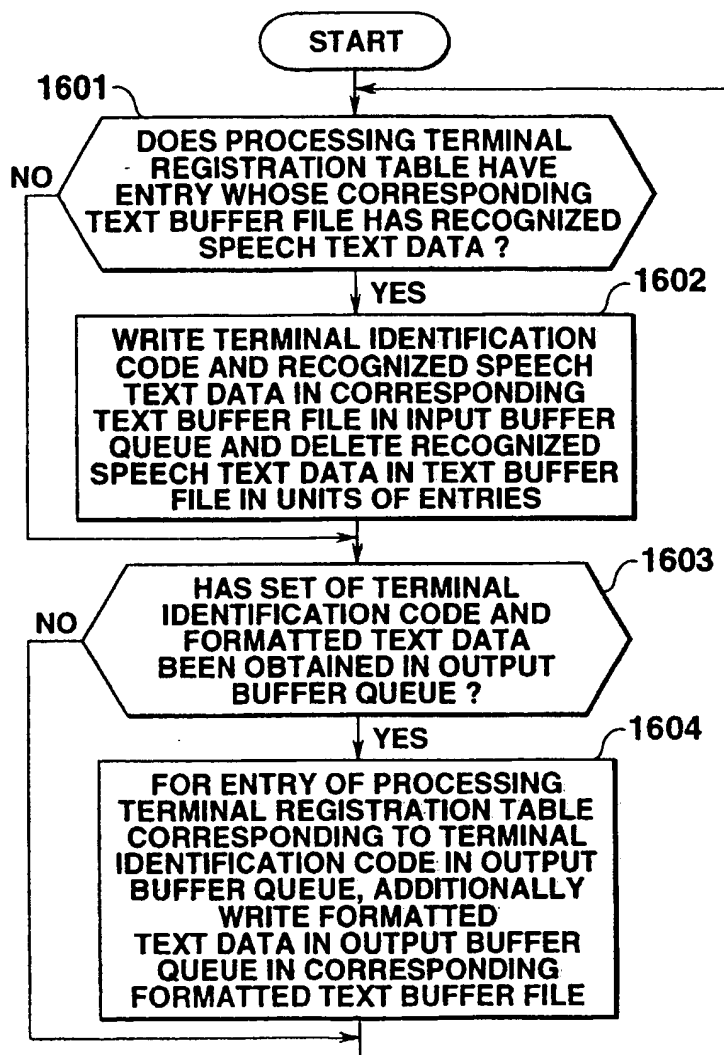 START
1601
DOES PROCESSING TERMINAL
REGISTRATION TABLE HAVE
NO
ENTRY WHOSE CORRESPONDING
TEXT BUFFER FILE HAS RECOGNIZED
SPEECH TEXT DATA ?
YES
1602
WRITE TERMINAL IDENTIFICATION
CODE AND RECOGNIZED SPEECH
TEXT DATA IN CORRESPONDING
TEXT BUFFER FILE IN INPUT BUFFER
QUEUE AND DELETE RECOGNIZED
SPEECH TEXT DATA IN TEXT BUFFER
FILE IN UNITS OF ENTRIES
1603
HAS SET OF TERMINAL
IDENTIFICATION CODE AND
NO
FORMATTED TEXT DATA
BEEN OBTAINED IN OUTPUT
BUFFER QUEUE ?
YES
1604
FOR ENTRY OF PROCESSING
TERMINAL REGISTRATION TABLE
CORRESPONDING TO TERMINAL
IDENTIFICATION CODE IN OUTPUT
BUFFER QUEUE, ADDITIONALLY
WRITE FORMATTED
TEXT DATA IN OUTPUT BUFFER
QUEUE IN CORRESPONDING
FORMATTED TEXT BUFFER FILE